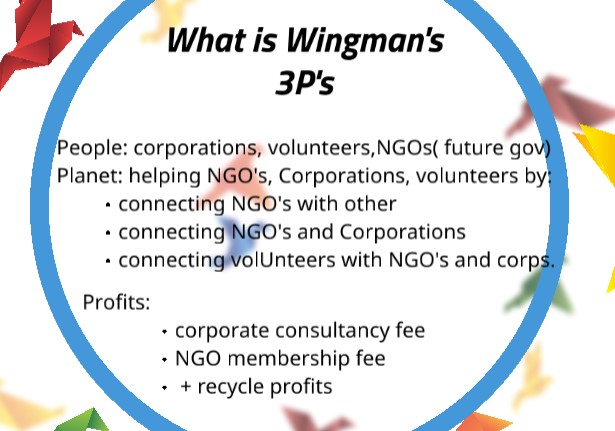 What is Wingman's
3P's
People: corporations, volunteers,NGOs( future gov)
Planet: helping NGO's, Corporations, volunteers by:
• connecting NGO's with other
• connecting NGO's and Corporations
• connecting volUnteers with NGO's and corps.
Profits:
• corporate consultancy fee
• NGO membership fee
• + recycle profits